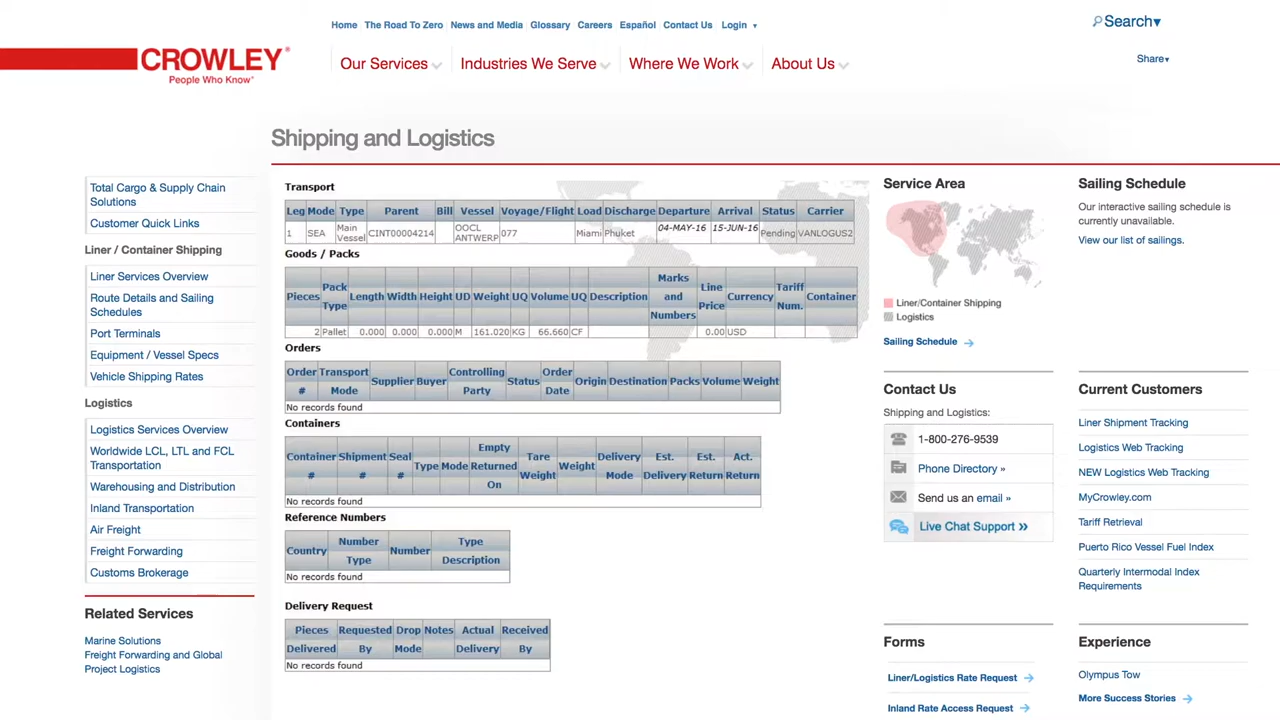 Home The Road To Zero News and Media Glossary Careers Español Contact Us Login
Search
CROWLEY®
People Who Know®
Our Services Industries We Serve Where We Work About Us
Share
Shipping and Logistics
Total Cargo & Supply Chain
Solutions
Customer Quick Links
Liner / Container Shipping
Liner Services Overview
Route Details and Sailing
Schedules
Port Terminals
Equipment / Vessel Specs
Vehicle Shipping Rates
Logistics
Logistics Services Overview
Worldwide LCL, LTL and FCL
Transportation
Warehousing and Distribution
Inland Transportation
Air Freight
Freight Forwarding
Customs Brokerage
Related Services
Marine Solutions
Freight Forwarding and Global
Project Logistics
Transport
Leg Mode Type Parent Bill Vessel Voyage/Flight Load Discharge Departure Arrival Status Carrier
1 SEA Main Vessel CINT00004214 OOCL ANTWERP 077 Miami Phuket 04-MAY-16 15-JUN-16 Pending VANLOGUS2
Goods / Packs
Pieces Pack Type Length Width Height UD Weight UQ Volume UQ Description Marks and Numbers Line Price Currency Tariff Num. Container
2 Pallet 0.000 0.000 0.000 M 161.020 KG 66.660 CF 0.00 USD
Orders
Order # Transport Mode Supplier Buyer Controlling Party Status Order Date Origin Destination Packs Volume Weight
No records found
Containers
Container # Shipment # Seal # Type Mode Empty Returned On Tare Weight Weight Delivery Mode Est. Delivery Est. Return Act. Return
No records found
Reference Numbers
Country Number Type Number Type Description
No records found
Delivery Request
Pieces Delivered Requested By Drop Mode Notes Actual Delivery Received By
No records found
Service Area
Liner/Container Shipping
Logistics
Sailing Schedule
Contact Us
Shipping and Logistics:
1-800-276-9539
Phone Directory »
Send us an email »
Live Chat Support »
Forms
Liner/Logistics Rate Request
Inland Rate Access Request
Sailing Schedule
Our interactive sailing schedule is
currently unavailable.
View our list of sailings.
Current Customers
Liner Shipment Tracking
Logistics Web Tracking
NEW Logistics Web Tracking
MyCrowley.com
Tariff Retrieval
Puerto Rico Vessel Fuel Index
Quarterly Intermodal Index
Requirements
Experience
Olympus Tow
More Success Stories